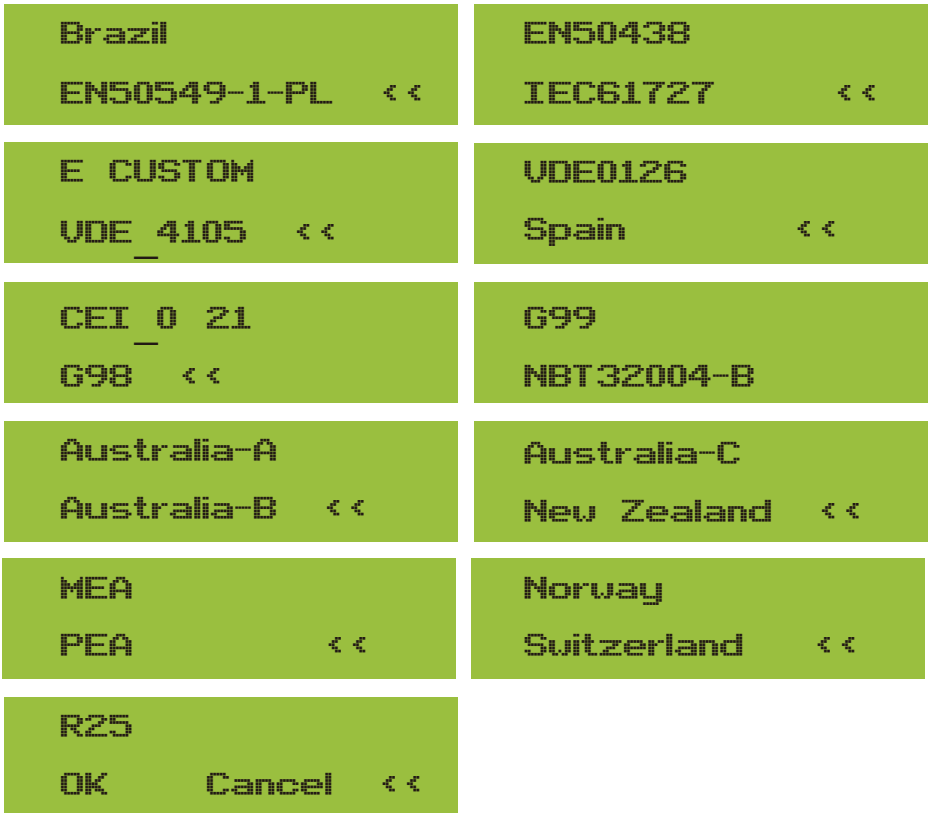 Brazil
EN50549-1-PL <<
EN50438
IEC61727 <<
E CUSTOM
VDE_4105 <<
VDE0126
Spain <<
CEI_0 21
G98 <<
G99
NBT32004-B
Australia-A
Australia-B <<
Australia-C
New Zealand <<
MEA
PEA <<
Norway
Switzerland <<
R25
OK Cancel <<